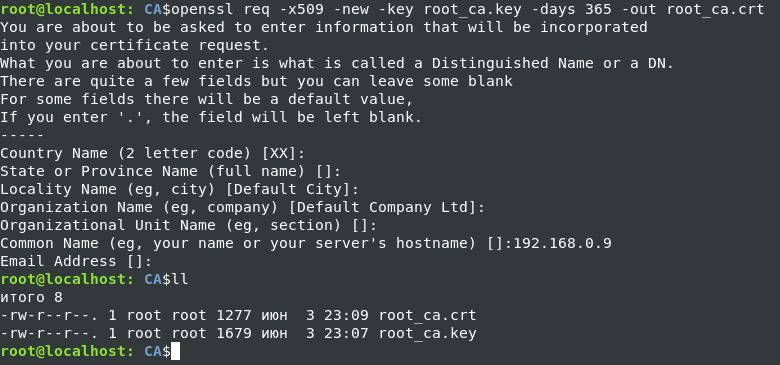 root@localhost: CA$openssl req -x509 -new -key root_ca.key -days 365 -out root_ca.crt
You are about to be asked to enter information that will be incorporated
into your certificate request.
What you are about to enter is what is called a Distinguished Name or a DN.
There are quite a few fields but you can leave some blank
For some fields there will be a default value,
If you enter '.', the field will be left blank.
-----
Country Name (2 letter code) [XX]:
State or Province Name (full name) []:
Locality Name (eg, city) [Default City]:
Organization Name (eg, company) [Default Company Ltd]:
Organizational Unit Name (eg, section) []:
Common Name (eg, your name or your server's hostname) []:192.168.0.9
Email Address []:
root@localhost: CA$ll
итого 8
-rw-r--r--. 1 root root 1277 июн  3 23:09 root_ca.crt
-rw-r--r--. 1 root root 1679 июн  3 23:07 root_ca.key
root@localhost: CA$